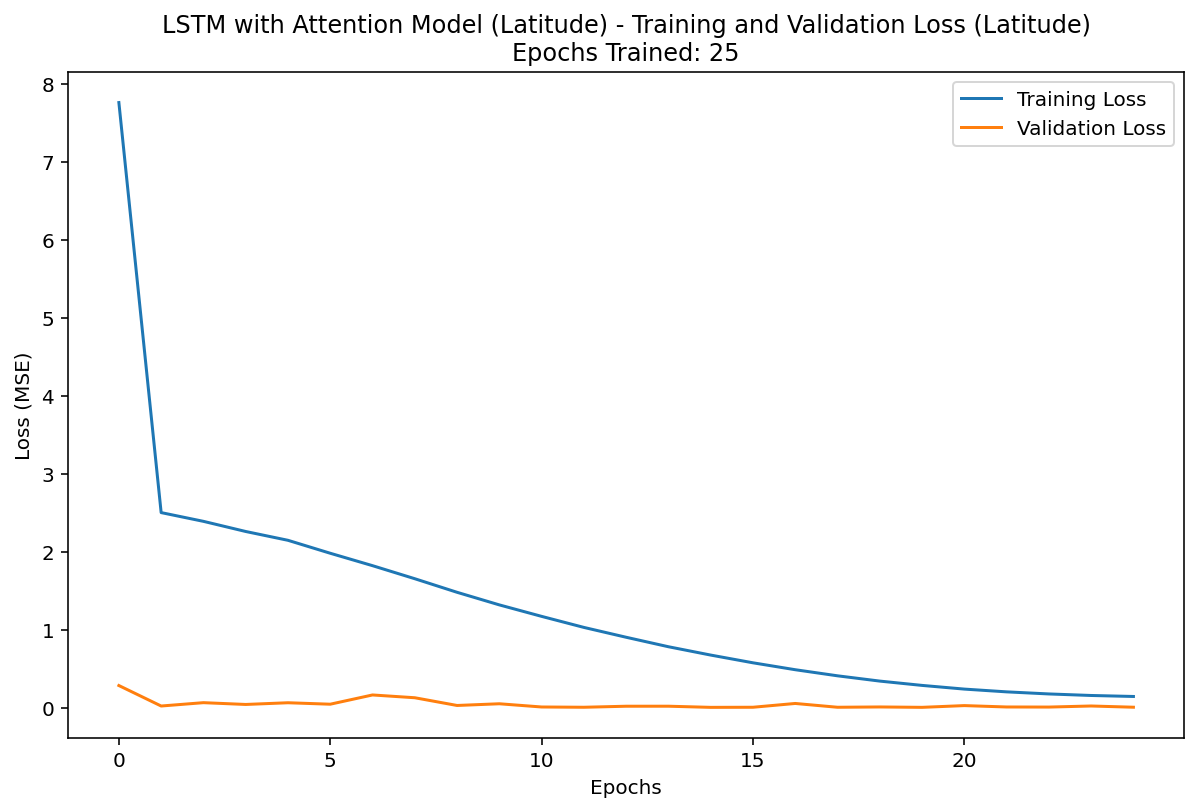 LSTM with Attention Model (Latitude) - Training and Validation Loss (Latitude)
Epochs Trained: 25
Training Loss
Validation Loss
Loss (MSE)
8
7
6
5
4
3
2
1
0
0 5 10 15 20
Epochs